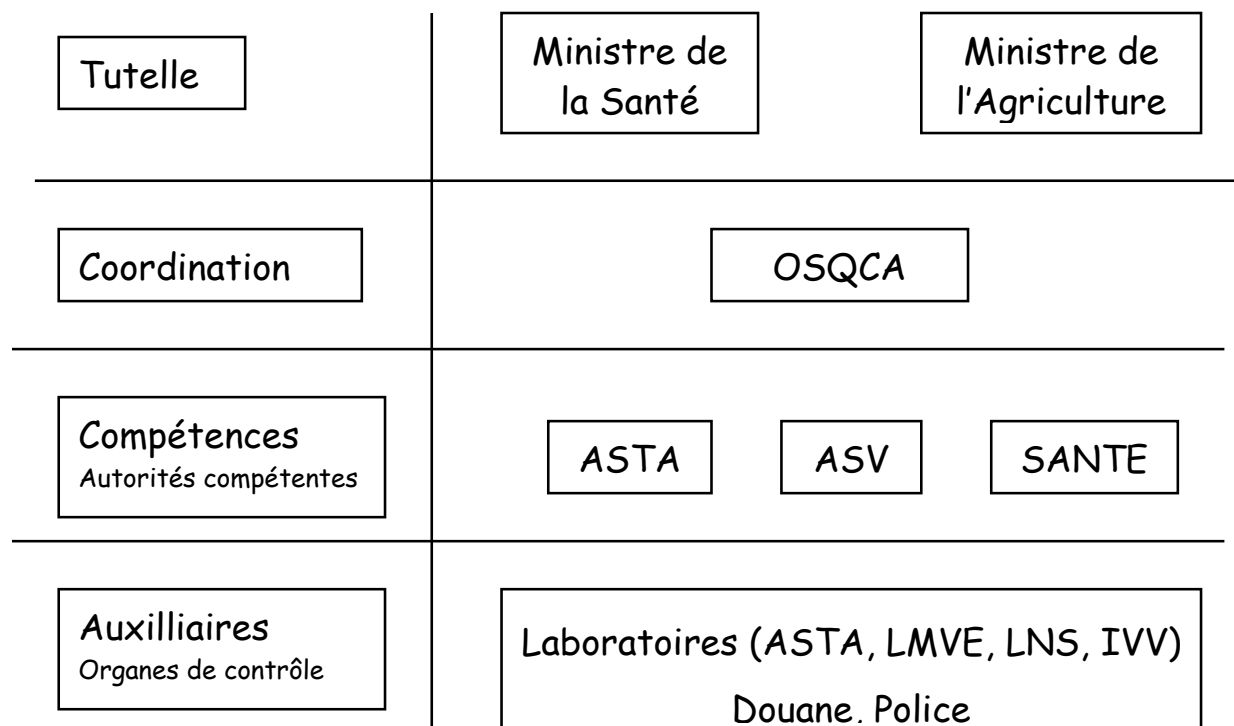 Tutelle
Ministre de
la Santé
Ministre de
l'Agriculture
Coordination
OSQCA
Compétences
Autorités compétentes
ASTA
ASV
SANTE
Auxilliaires
Organes de contrôle
Laboratoires (ASTA, LMVE, LNS, IVV)
Douane, Police